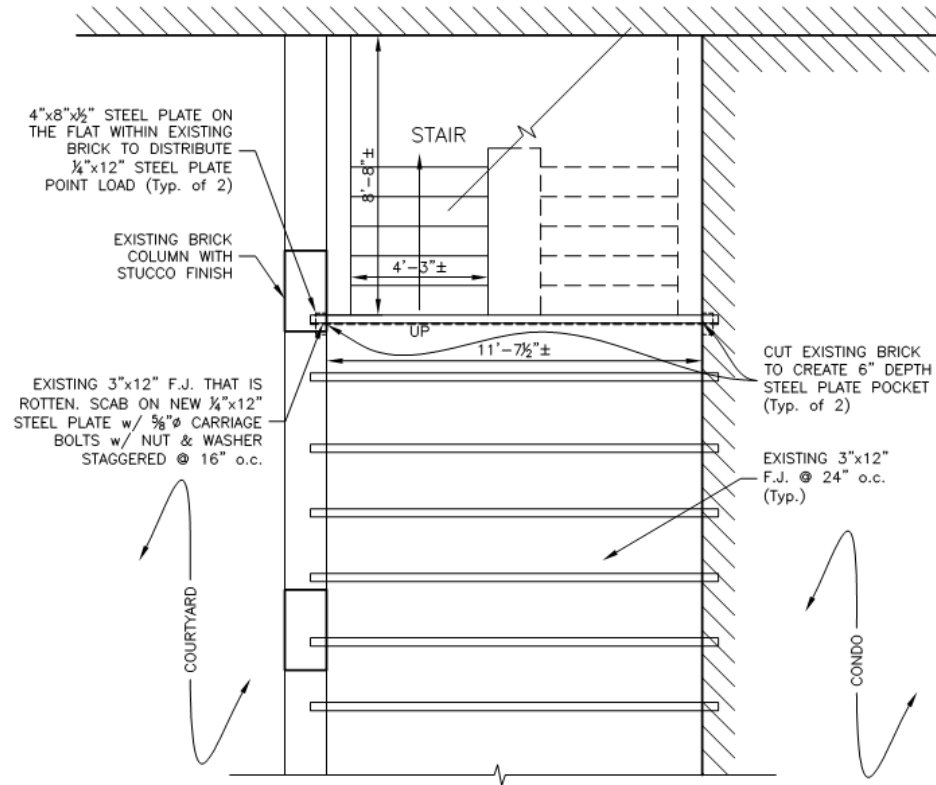 4"x8"x½" STEEL PLATE ON
THE FLAT WITHIN EXISTING
BRICK TO DISTRIBUTE
¼"x12" STEEL PLATE
POINT LOAD (Typ. of 2)
EXISTING BRICK
COLUMN WITH
STUCCO FINISH
EXISTING 3"x12" F.J. THAT IS
ROTTEN. SCAB ON NEW ¼"x12"
STEEL PLATE w/ ⅝"ø CARRIAGE
BOLTS w/ NUT & WASHER
STAGGERED @ 16" o.c.
STAIR
8'-8"±
4'-3"±
UP
11'-7½"±
CUT EXISTING BRICK
TO CREATE 6" DEPTH
STEEL PLATE POCKET
(Typ. of 2)
EXISTING 3"x12"
F.J. @ 24" o.c.
(Typ.)
COURTYARD
CONDO